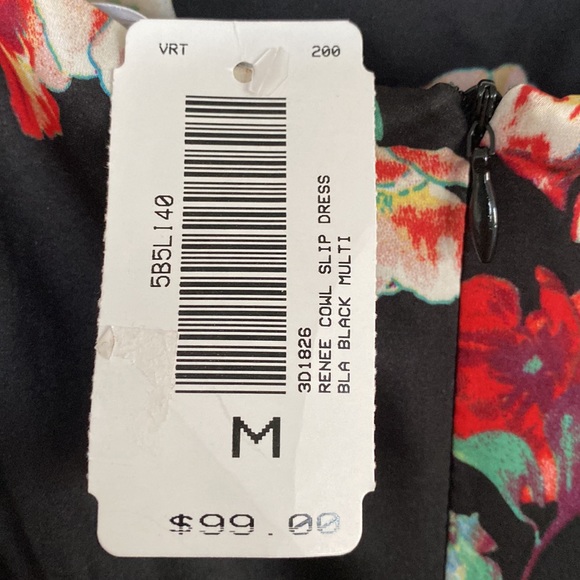 VRT 200
5B5LI40
3D1826
RENEE COWL SLIP DRESS
BLA BLACK MULTI
M
$99.00